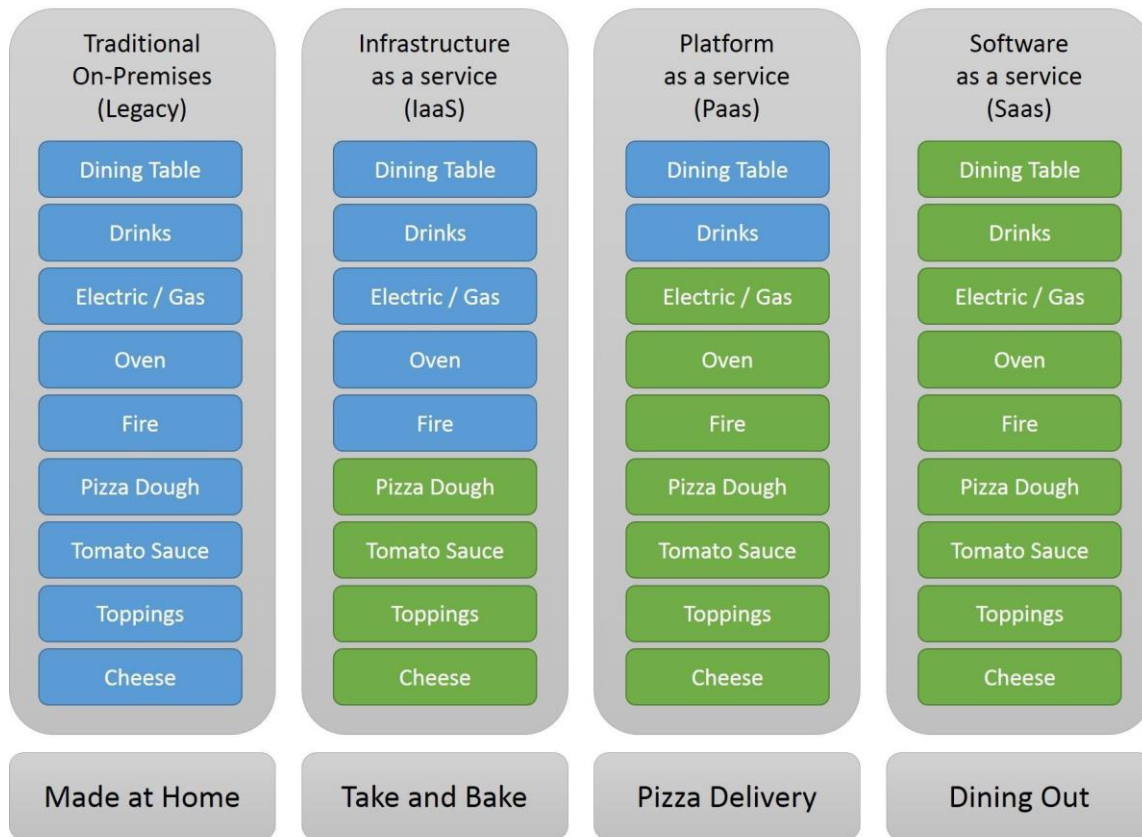 Traditional
On-Premises
(Legacy)
Dining Table
Drinks
Electric / Gas
Oven
Fire
Pizza Dough
Tomato Sauce
Toppings
Cheese
Made at Home
Infrastructure
as a service
(IaaS)
Dining Table
Drinks
Electric / Gas
Oven
Fire
Pizza Dough
Tomato Sauce
Toppings
Cheese
Take and Bake
Platform
as a service
(Paas)
Dining Table
Drinks
Electric / Gas
Oven
Fire
Pizza Dough
Tomato Sauce
Toppings
Cheese
Pizza Delivery
Software
as a service
(Saas)
Dining Table
Drinks
Electric / Gas
Oven
Fire
Pizza Dough
Tomato Sauce
Toppings
Cheese
Dining Out